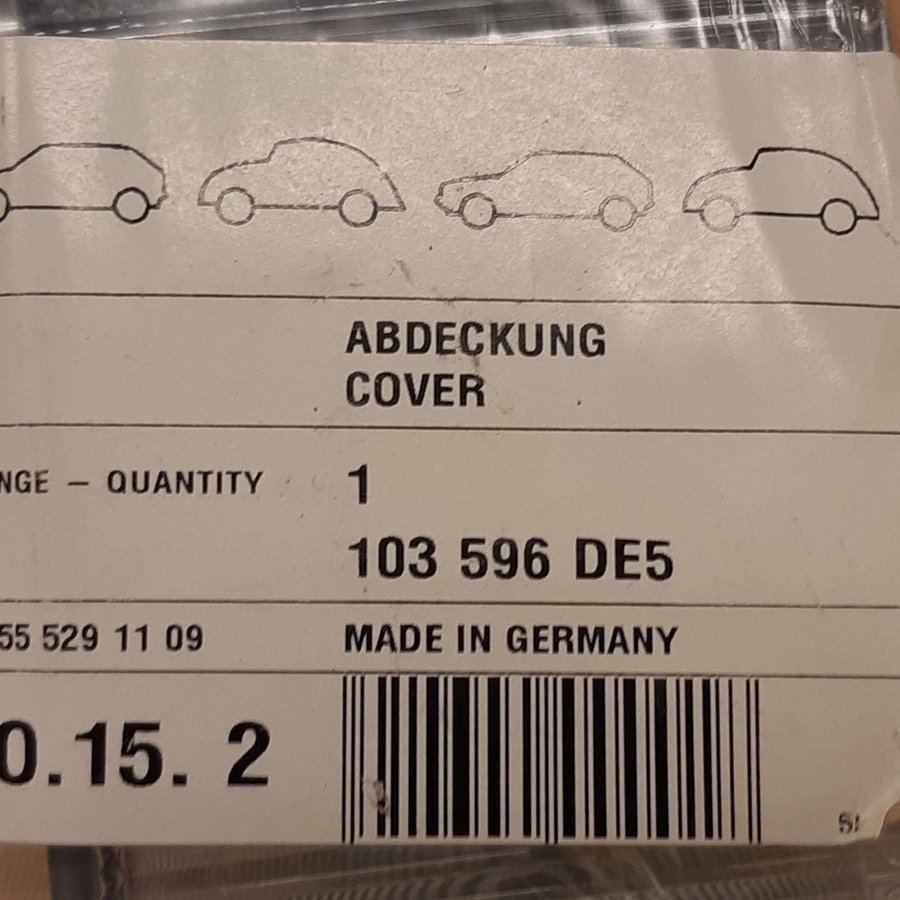 ABDECKUNG
COVER
NGE – QUANTITY 1
103 596 DE5
55 529 11 09 MADE IN GERMANY
0.15. 2